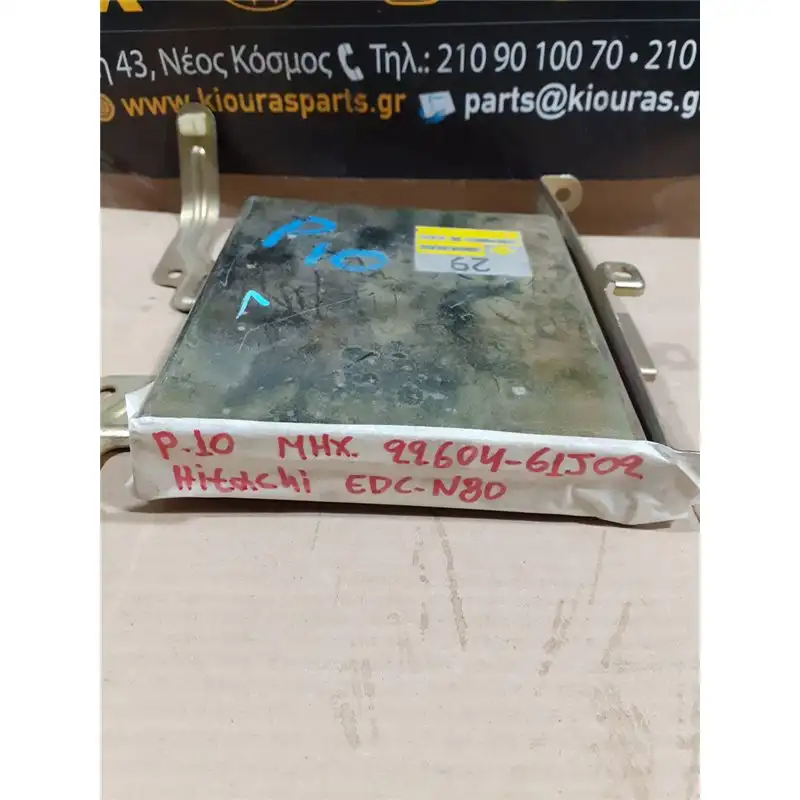 η 43, Νέος Κόσμος Τηλ.: 210 90 100 70 • 210
www.kiourasparts.gr parts@kiouras.g
P10
29
P.10 MHX. 22604-61J02
Hitachi EDC-N80